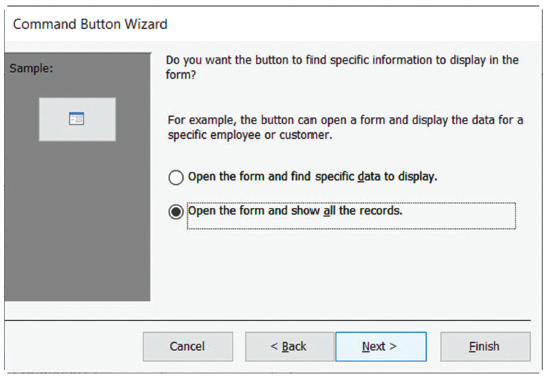 Command Button Wizard
Sample:
Do you want the button to find specific information to display in the
form?
For example, the button can open a form and display the data for a
specific employee or customer.
Open the form and find specific data to display.
Open the form and show all the records.
Cancel
< Back
Next >
Finish